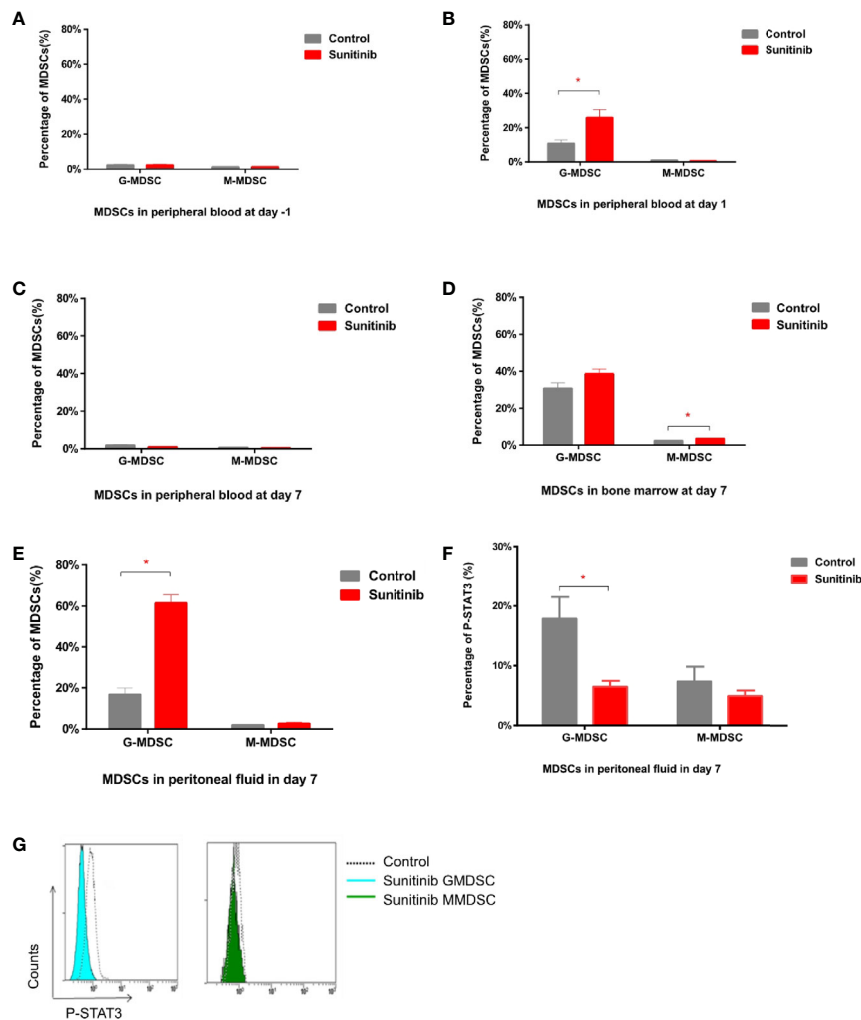 A
Percentage of MDSCs(%)
80%
60%
40%
20%
0%
G-MDSC M-MDSC
Control
Sunitinib
MDSCs in peripheral blood at day -1
B
Percentage of MDSCs(%)
80%
60%
40%
20%
0%
*
G-MDSC M-MDSC
Control
Sunitinib
MDSCs in peripheral blood at day 1
C
Percentage of MDSCs(%)
80%
60%
40%
20%
0%
G-MDSC M-MDSC
Control
Sunitinib
MDSCs in peripheral blood at day 7
D
Percentage of MDSCs(%)
80%
60%
40%
20%
0%
*
G-MDSC M-MDSC
Control
Sunitinib
MDSCs in bone marrow at day 7
E
Percentage of MDSCs(%)
80%
60%
40%
20%
0%
*
G-MDSC M-MDSC
Control
Sunitinib
MDSCs in peritoneal fluid in day 7
F
Percentage of P-STAT3 (%)
30%
20%
10%
0%
*
G-MDSC M-MDSC
Control
Sunitinib
MDSCs in peritoneal fluid in day 7
G
Counts
P-STAT3
Control
Sunitinib GMDSC
Sunitinib MMDSC